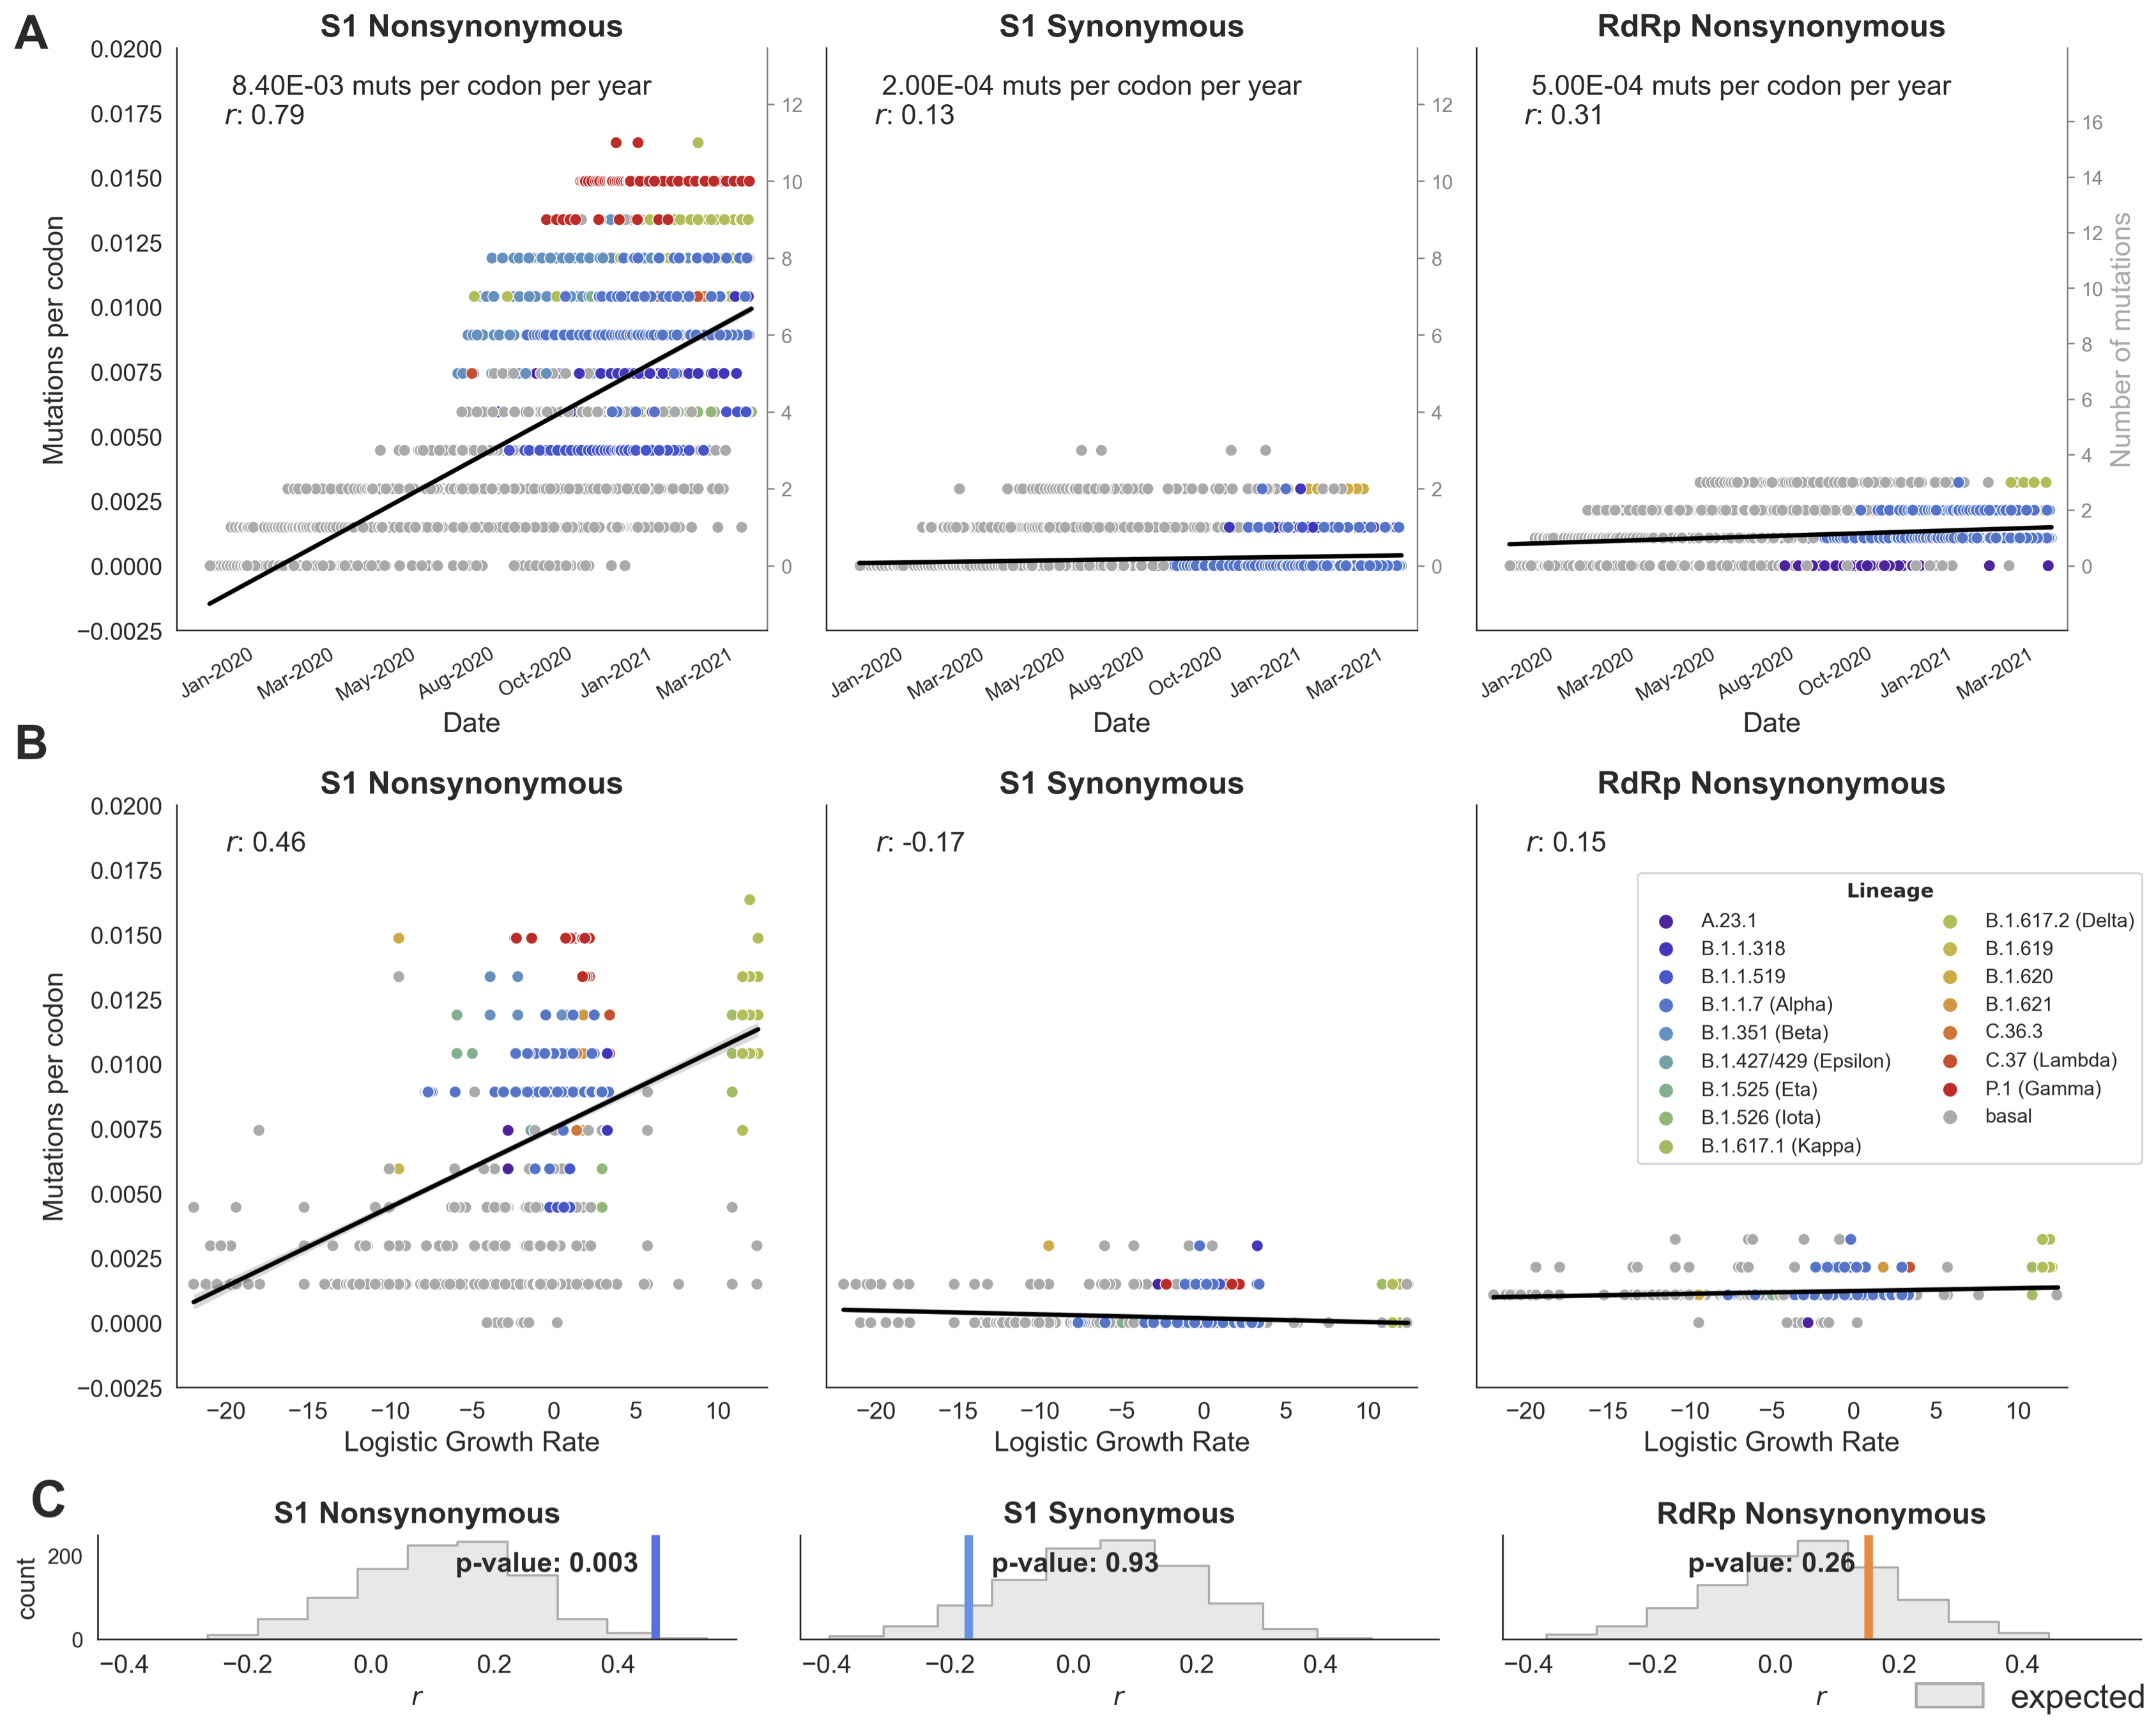 A
S1 Nonsynonymous
S1 Synonymous
RdRp Nonsynonymous
8.40E-03 muts per codon per year
r: 0.79
2.00E-04 muts per codon per year
r: 0.13
5.00E-04 muts per codon per year
r: 0.31
Mutations per codon
0.0200
0.0175
0.0150
0.0125
0.0100
0.0075
0.0050
0.0025
0.0000
−0.0025
12
10
8
6
4
2
0
12
10
8
6
4
2
0
16
14
12
10
8
6
4
2
0
Number of mutations
Jan-2020 Mar-2020 May-2020 Aug-2020 Oct-2020 Jan-2021 Mar-2021
Jan-2020 Mar-2020 May-2020 Aug-2020 Oct-2020 Jan-2021 Mar-2021
Jan-2020 Mar-2020 May-2020 Aug-2020 Oct-2020 Jan-2021 Mar-2021
Date
Date
Date
B
S1 Nonsynonymous
S1 Synonymous
RdRp Nonsynonymous
r: 0.46
r: -0.17
r: 0.15
Mutations per codon
0.0200
0.0175
0.0150
0.0125
0.0100
0.0075
0.0050
0.0025
0.0000
−0.0025
Lineage
A.23.1
B.1.1.318
B.1.1.519
B.1.1.7 (Alpha)
B.1.351 (Beta)
B.1.427/429 (Epsilon)
B.1.525 (Eta)
B.1.526 (Iota)
B.1.617.1 (Kappa)
B.1.617.2 (Delta)
B.1.619
B.1.620
B.1.621
C.36.3
C.37 (Lambda)
P.1 (Gamma)
basal
−20 −15 −10 −5 0 5 10
−20 −15 −10 −5 0 5 10
−20 −15 −10 −5 0 5 10
Logistic Growth Rate
Logistic Growth Rate
Logistic Growth Rate
C
S1 Nonsynonymous
S1 Synonymous
RdRp Nonsynonymous
count
200
0
p-value: 0.003
p-value: 0.93
p-value: 0.26
−0.4 −0.2 0.0 0.2 0.4
−0.4 −0.2 0.0 0.2 0.4
−0.4 −0.2 0.0 0.2 0.4
r
r
r
expected